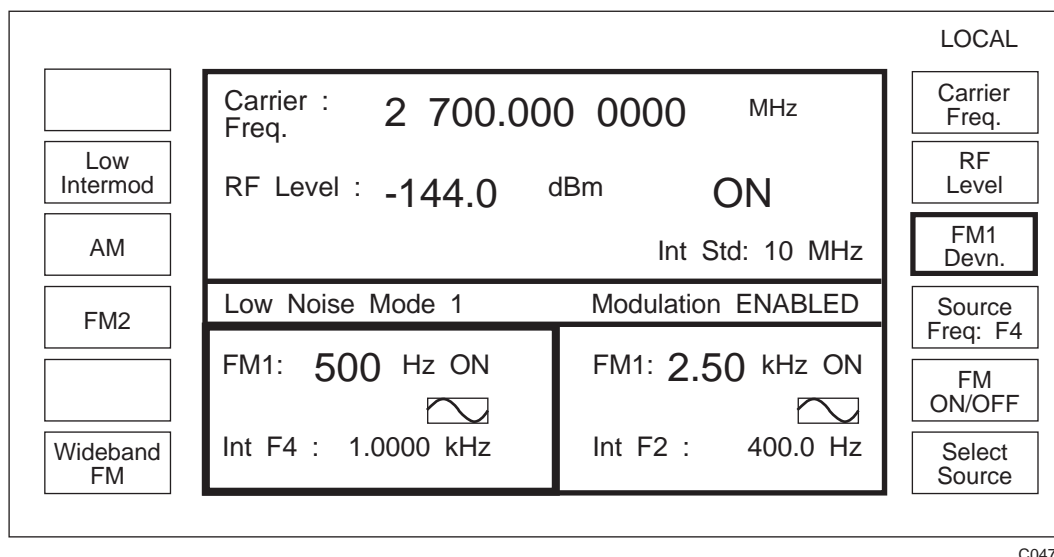 LOCAL
Low
Intermod
AM
FM2
Wideband
FM
Carrier :
Freq.
2 700.000 0000 MHz
RF Level : -144.0 dBm ON
Int Std: 10 MHz
Low Noise Mode 1 Modulation ENABLED
FM1: 500 Hz ON
Int F4 : 1.0000 kHz
FM1: 2.50 kHz ON
Int F2 : 400.0 Hz
Carrier
Freq.
RF
Level
FM1
Devn.
Source
Freq: F4
FM
ON/OFF
Select
Source
C047